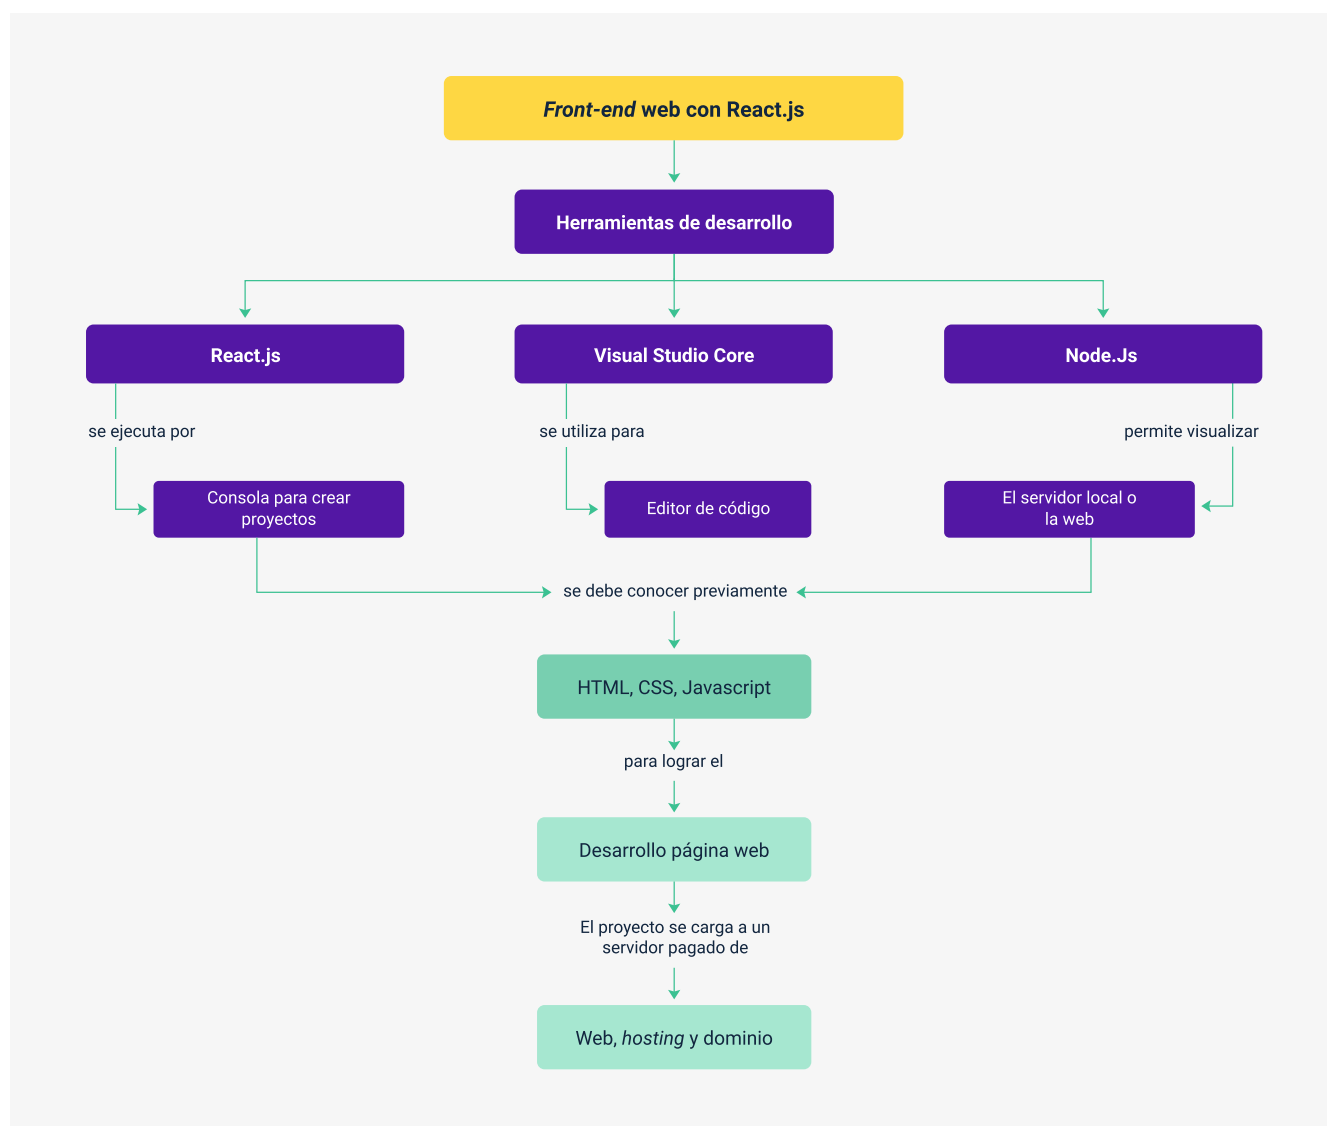 Front-end web con React.js
Herramientas de desarrollo
React.js
Visual Studio Core
Node.Js
se ejecuta por
se utiliza para
permite visualizar
Consola para crear
proyectos
Editor de código
El servidor local o
la web
se debe conocer previamente
HTML, CSS, Javascript
para lograr el
Desarrollo página web
El proyecto se carga a un
servidor pagado de
Web, hosting y dominio